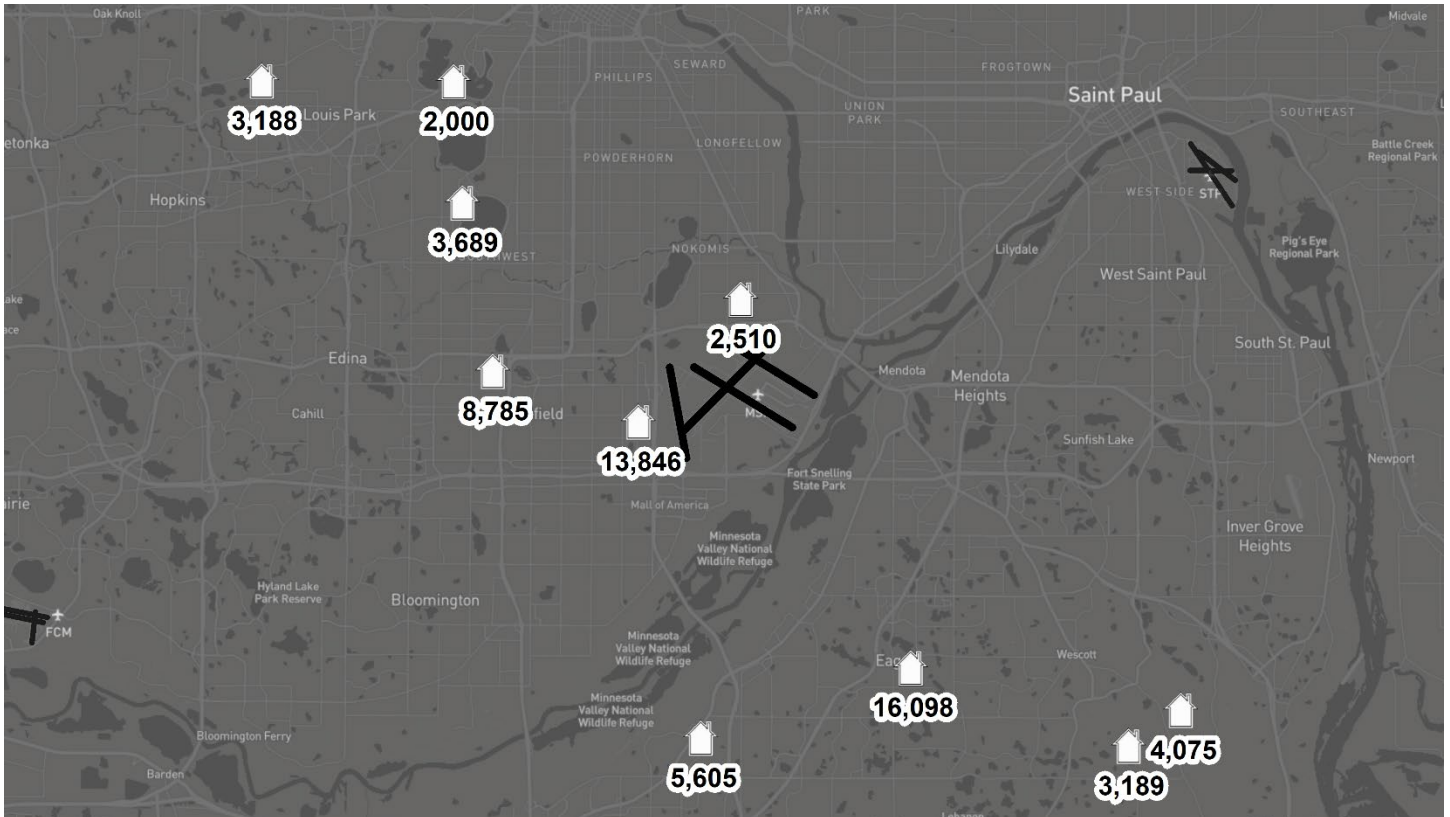 Oak Knoll
PARK
Midvale
SEWARD
PHILLIPS
FROGTOWN
Saint Paul
3,188
Louis Park
2,000
UNION
PARK
SOUTHEAST
etonka
POWDERHORN
LONGFELLOW
Battle Creek
Regional Park
Hopkins
WEST SIDE
3,689
NOKOMIS
Lilydale
Pig's Eye
Regional Park
West Saint Paul
ake
ace
2,510
South St. Paul
Edina
Mendota
Mendota
Heights
8,785
field
Cahill
13,846
Sunfish Lake
Newport
Fort Snelling
State Park
irie
Mall of America
Inver Grove
Heights
Minnesota
Valley National
Wildlife Refuge
Hyland Lake
Park Reserve
Bloomington
FCM
Minnesota
Valley National
Wildlife Refuge
Wescott
16,098
Minnesota
Valley National
Wildlife Refuge
Bloomington Ferry
4,075
5,605
3,189
Barden